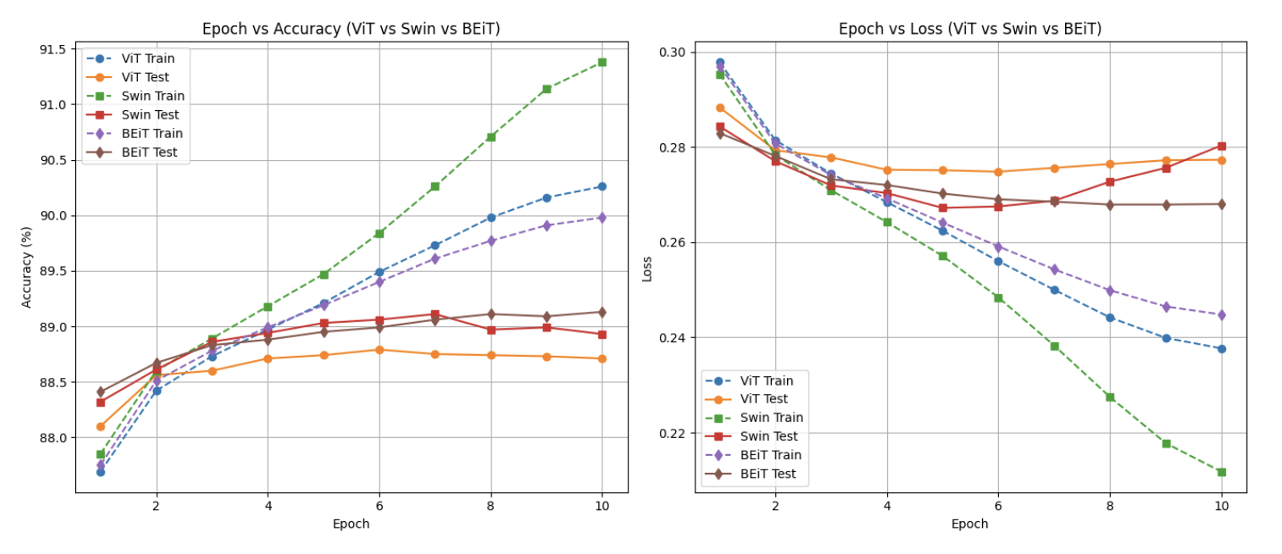 Epoch vs Accuracy (ViT vs Swin vs BEiT)
91.5
91.0
90.5
90.0
89.5
89.0
88.5
88.0
Accuracy (%)
ViT Train
ViT Test
Swin Train
Swin Test
BEiT Train
BEiT Test
2 4 6 8 10
Epoch
Epoch vs Loss (ViT vs Swin vs BEiT)
0.30
0.28
0.26
0.24
0.22
Loss
ViT Train
ViT Test
Swin Train
Swin Test
BEiT Train
BEiT Test
2 4 6 8 10
Epoch